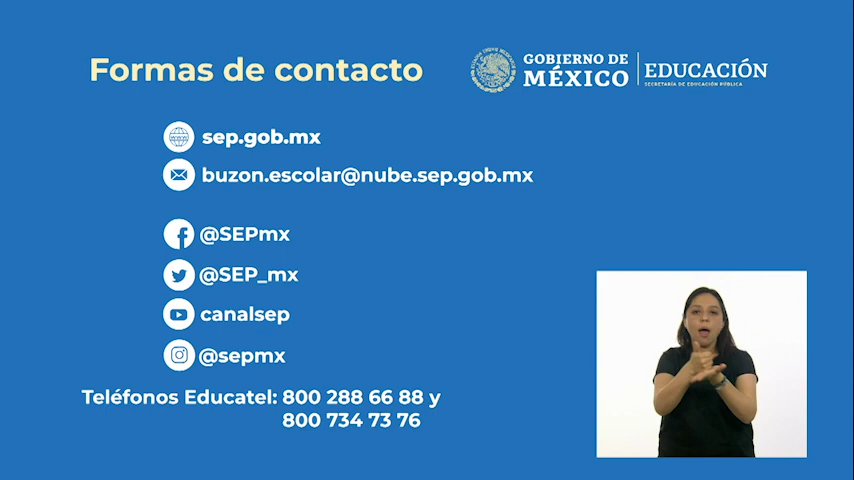 Formas de contacto
GOBIERNO DE
MÉXICO
EDUCACIÓN
SECRETARÍA DE EDUCACIÓN PÚBLICA
www
sep.gob.mx
buzon.escolar@nube.sep.gob.mx
@SEPmx
@SEP_mx
canalsep
@sepmx
Teléfonos Educatel: 800 288 66 88 y
800 734 73 76